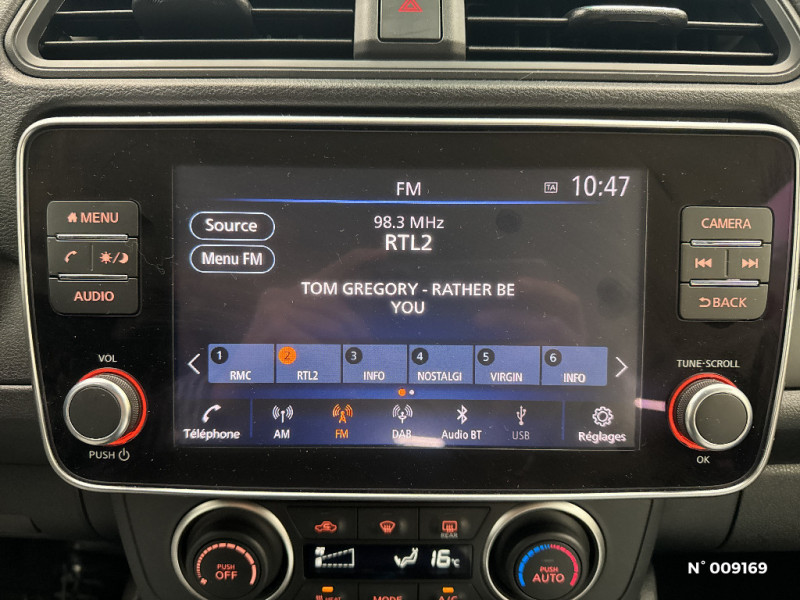 FM TA 10:47
MENU
CAMERA
Source
98.3 MHz
RTL2
Menu FM
AUDIO
BACK
TOM GREGORY - RATHER BE
YOU
1 2 3 4 5 6
RMC RTL2 INFO NOSTALGI VIRGIN INFO
VOL
TUNE·SCROLL
Téléphone AM FM DAB Audio BT USB Réglages
PUSH
OK
REAR
PUSH
OFF
16°C
PUSH
AUTO
MODE
A/C
N° 009169